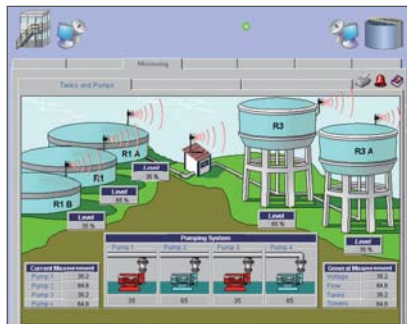 Monitoring
Tanks and Pumps
R1 A
R1
R1 B
R3
R3 A
Level
35 %
Level
65 %
Level
35 %
Level
65 %
Level
35 %
Pumping System
Pump 1 Pump 2 Pump 3 Pump 4
35 65 35 65
Current Measurement
Pump 1 35.2
Pump 2 64.8
Pump 3 35.2
Pump 4 64.8
General Measurement
Voltage 35.2
Flow 64.8
Tanks 35.2
Towers 64.8